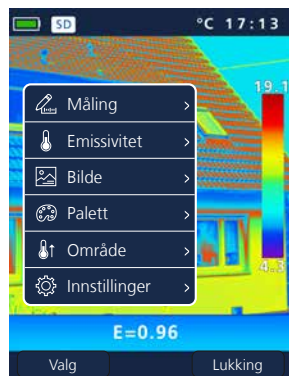 SD °C 17:13
19.1
Måling
Emissivitet
Bilde
Palett
Område
Innstillinger
4.3
E=0.96
Valg Lukking